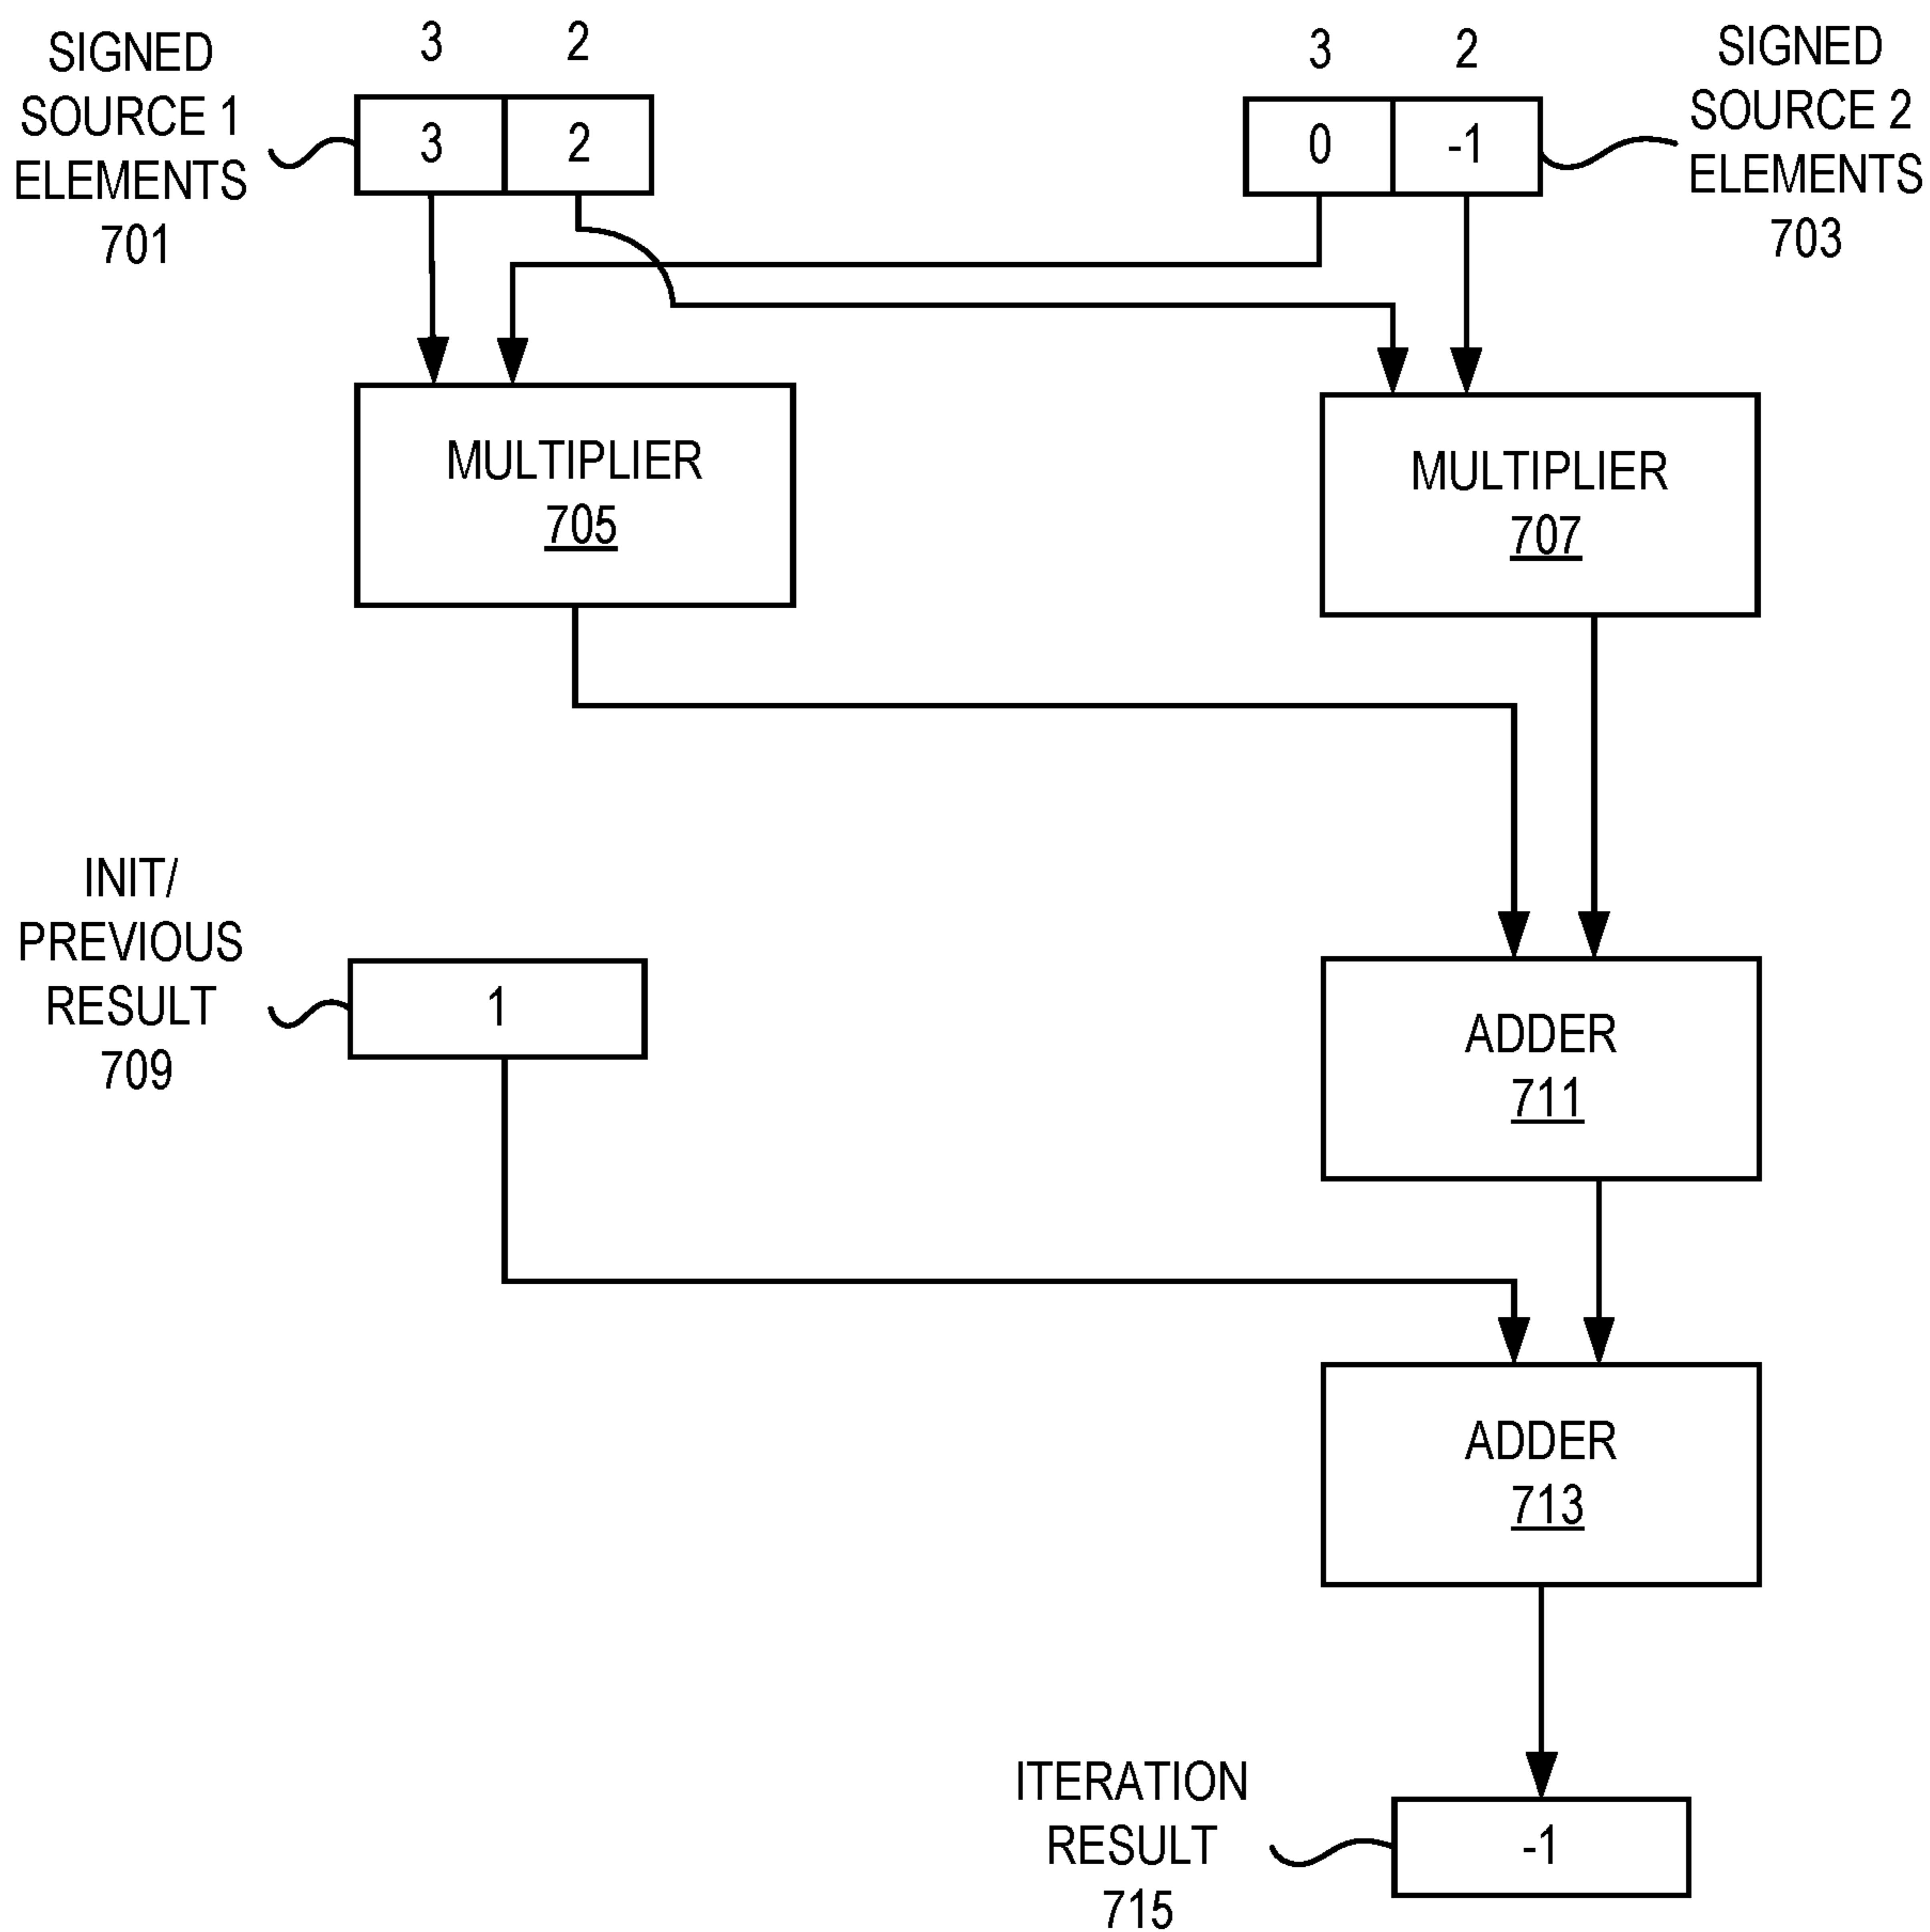 SIGNED
SOURCE 1
ELEMENTS
701
3 2
3 2
3 2
0 -1
SIGNED
SOURCE 2
ELEMENTS
703
MULTIPLIER
705
MULTIPLIER
707
INIT/
PREVIOUS
RESULT
709
1
ADDER
711
ADDER
713
ITERATION
RESULT
715
-1